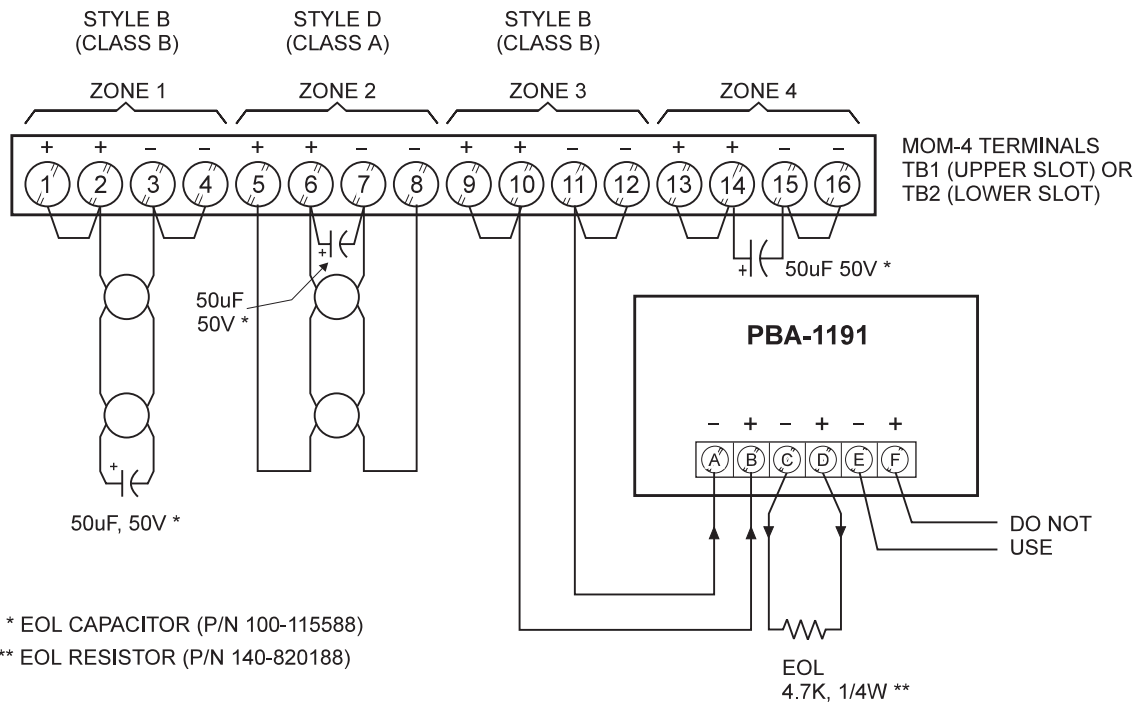 STYLE B
(CLASS B)
STYLE D
(CLASS A)
STYLE B
(CLASS B)
ZONE 1
ZONE 2
ZONE 3
ZONE 4
+ + – – + + – – + + – – + + – –
1 2 3 4 5 6 7 8 9 10 11 12 13 14 15 16
MOM-4 TERMINALS
TB1 (UPPER SLOT) OR
TB2 (LOWER SLOT)
+
50uF
50V *
+
50uF 50V *
PBA-1191
– + – + – +
A B C D E F
+
50uF, 50V *
DO NOT
USE
* EOL CAPACITOR (P/N 100-115588)
** EOL RESISTOR (P/N 140-820188)
EOL
4.7K, 1/4W **